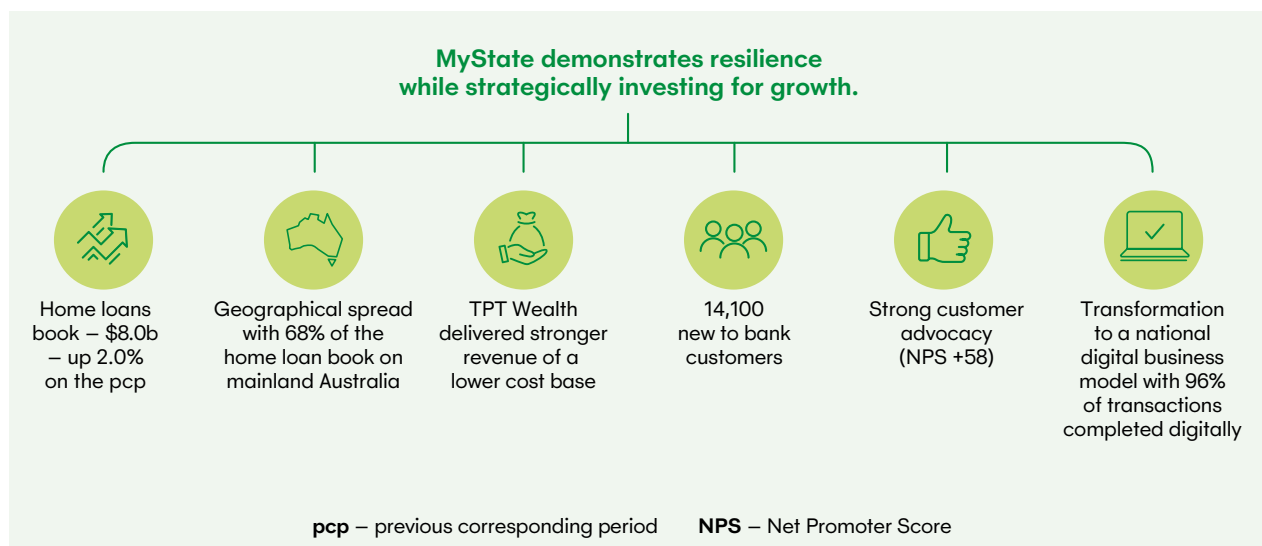 MyState demonstrates resilience
while strategically investing for growth.
Home loans
book – $8.0b
– up 2.0%
on the pcp
Geographical spread
with 68% of the
home loan book on
mainland Australia
TPT Wealth
delivered stronger
revenue of a
lower cost base
14,100
new to bank
customers
Strong customer
advocacy
(NPS +58)
Transformation
to a national
digital business
model with 96%
of transactions
completed digitally
pcp – previous corresponding period NPS – Net Promoter Score